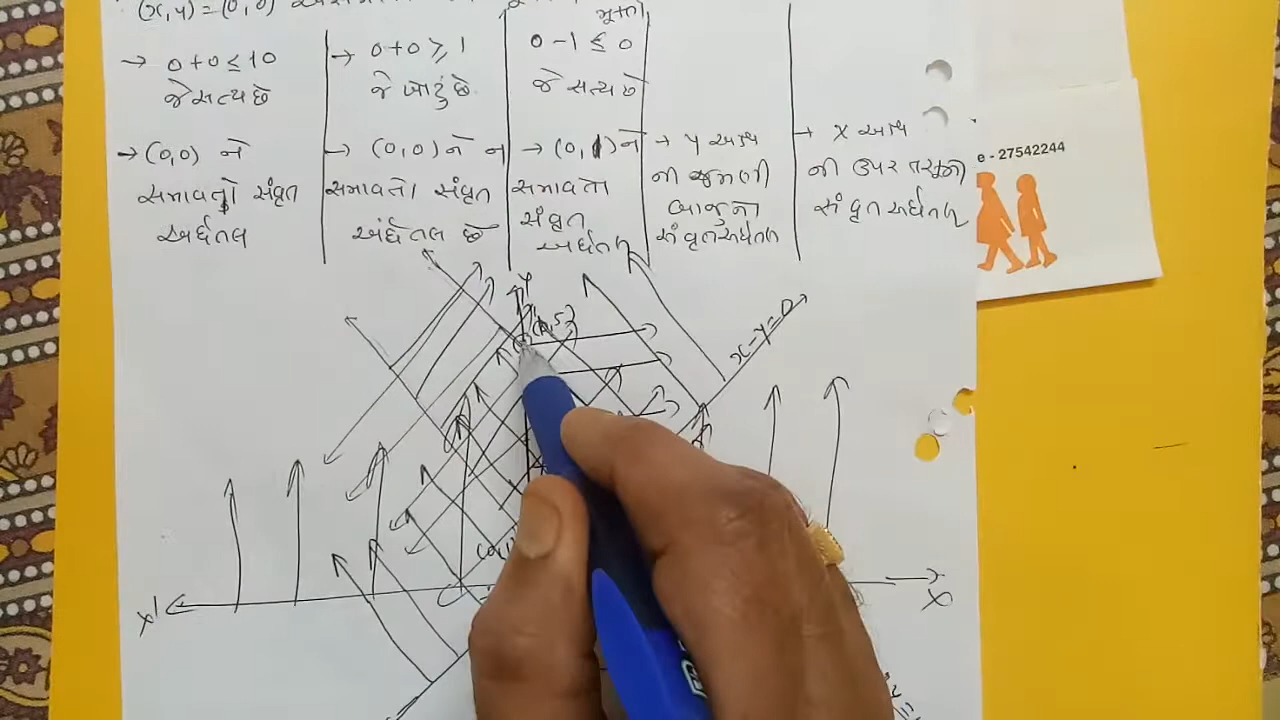 (x,y) = (0,0)
→ 0+0 ≤ 10
જે સત્ય છે
→ (0,0) ને
સમાવતો સંવૃત
અર્ધતલ
→ 0+0 ≥ 1
જે ખોટું છે.
→ (0,0) ને ન
સમાવતો સંવૃત
અંર્ધતલ છે
0-1 ≤ 0
જે સત્ય છે
→ (0,1) ને
સમાવતો
સંવૃત
અર્ધતલ
→ y અક્ષ
ની જમણી
બાજુના
સંવૃત અર્ધતલ
→ x અક્ષ
ની ઉપર તરફનો
સંવૃત અર્ધતલ
e - 27542244
Y
x-y=0
X'
X